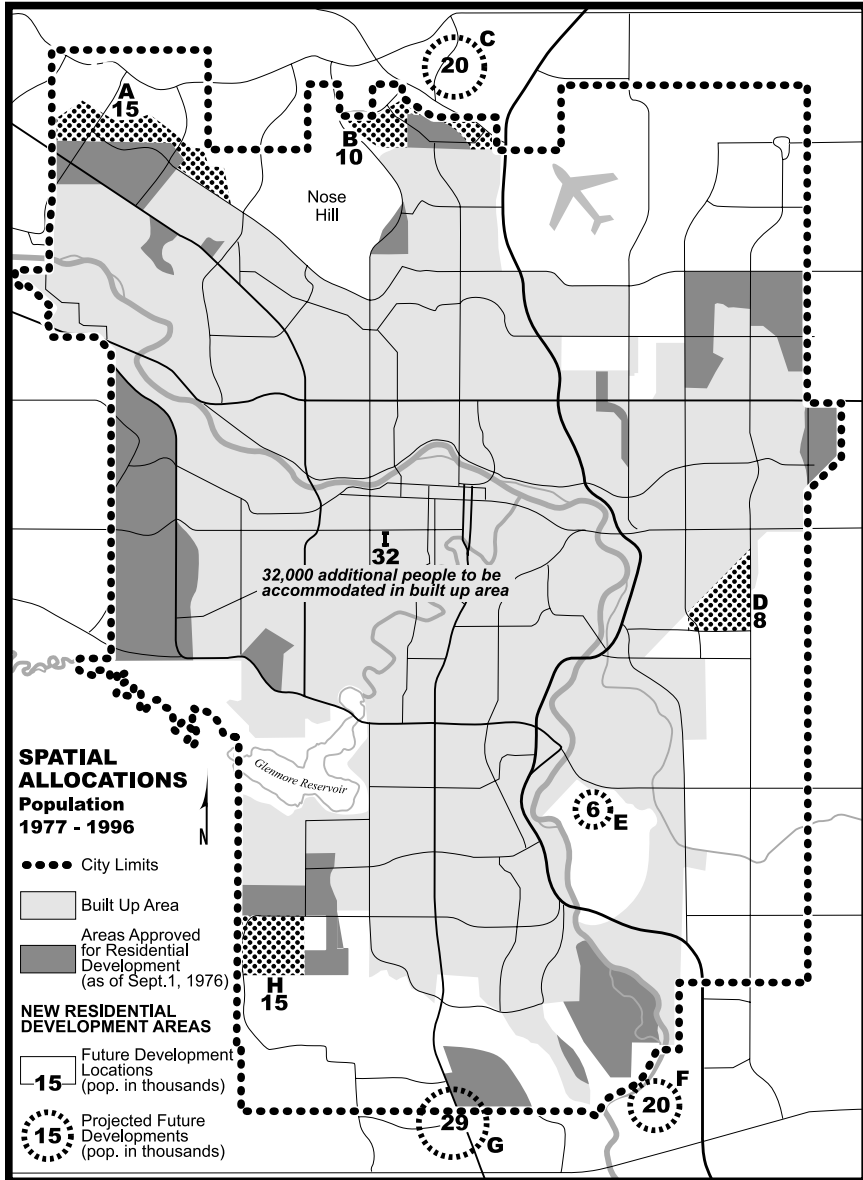 C
20
A
15
B
10
Nose
Hill
I
32
32,000 additional people to be
accommodated in built up area
D
8
SPATIAL
ALLOCATIONS
Population
1977 - 1996
N
Glenmore Reservoir
6
E
City Limits
Built Up Area
Areas Approved
for Residential
Development
(as of Sept.1, 1976)
H
15
NEW RESIDENTIAL
DEVELOPMENT AREAS
Future Development
Locations
(pop. in thousands)
15
F
20
Projected Future
Developments
(pop. in thousands)
15
29
G